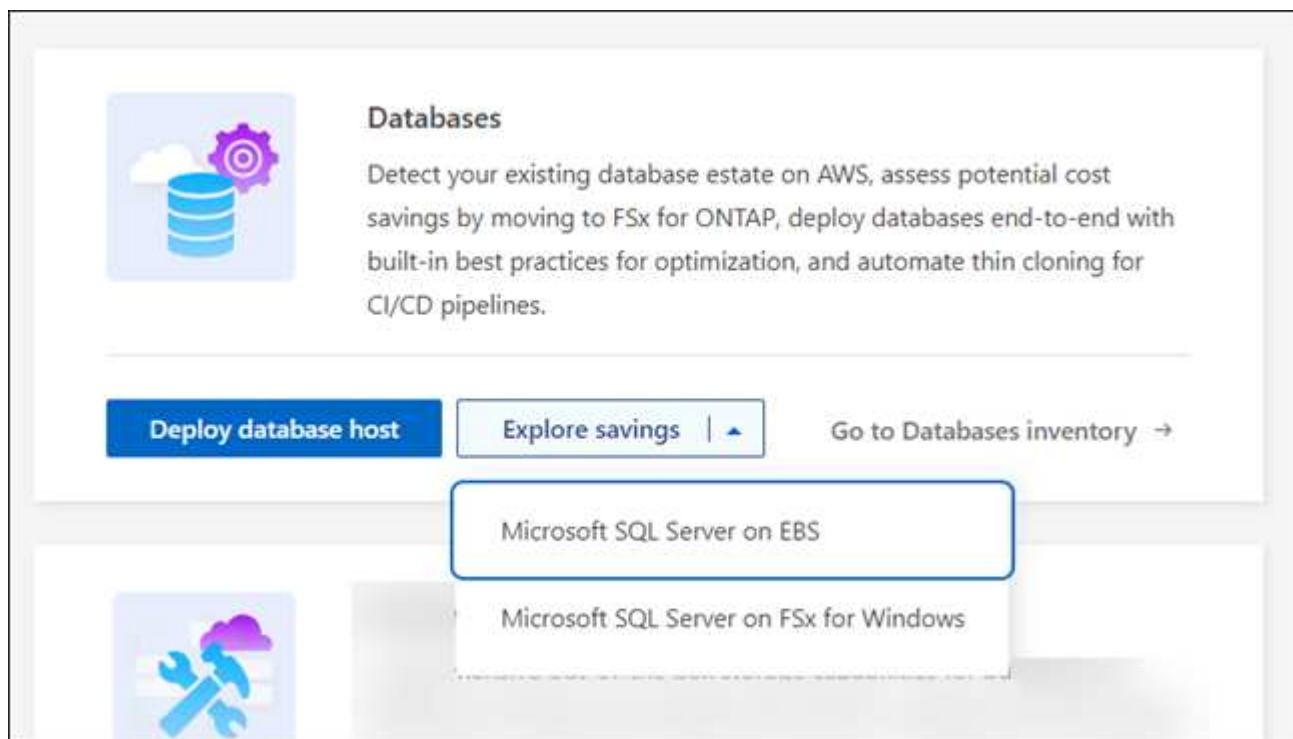 Databases
Detect your existing database estate on AWS, assess potential cost
savings by moving to FSx for ONTAP, deploy databases end-to-end with
built-in best practices for optimization, and automate thin cloning for
CI/CD pipelines.
Deploy database host
Explore savings
Go to Databases inventory →
Microsoft SQL Server on EBS
Microsoft SQL Server on FSx for Windows